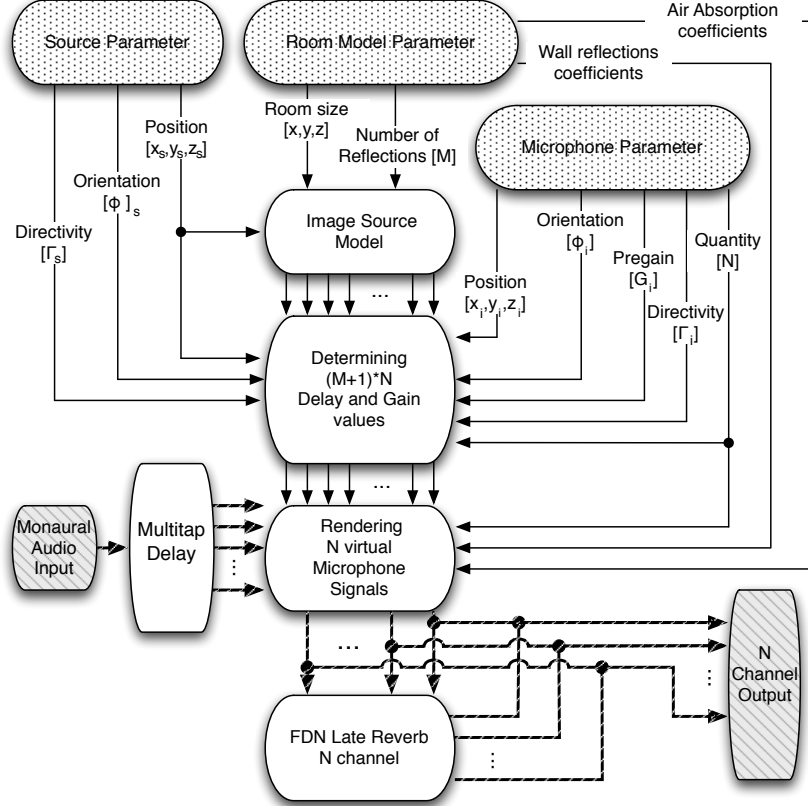 Source Parameter
Room Model Parameter
Air Absorption
coefficients
Wall reflections
coefficients
Room size
[x,y,z]
Number of
Reflections [M]
Microphone Parameter
Position
[xₛ,yₛ,zₛ]
Orientation
[ϕ ]ₛ
Directivity
[Γₛ]
Image Source
Model
Orientation
[ϕᵢ]
Quantity
[N]
Pregain
[Gᵢ]
Position
[xᵢ,yᵢ,zᵢ]
Directivity
[Γᵢ]
...
Determining
(M+1)*N
Delay and Gain
values
...
Monaural
Audio
Input
Multitap
Delay
...
Rendering
N virtual
Microphone
Signals
...
N
Channel
Output
...
FDN Late Reverb
N channel
...